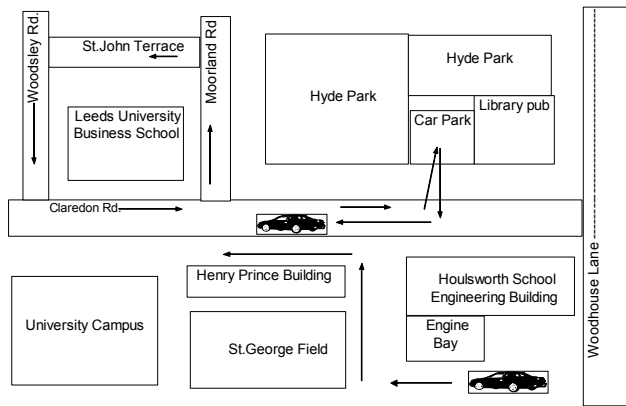 Woodsley Rd.
St.John Terrace
Moorland Rd
Leeds University
Business School
Hyde Park
Hyde Park
Car Park
Library pub
Claredon Rd.
Henry Prince Building
Houlsworth School
Engineering Building
University Campus
St.George Field
Engine
Bay
Woodhouse Lane